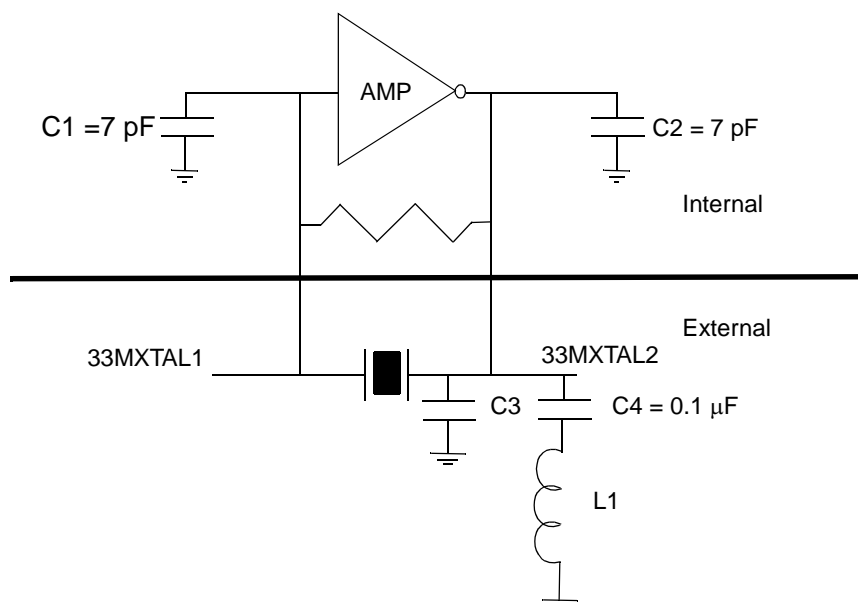 AMP
C1 =7 pF
C2 = 7 pF
Internal
External
33MXTAL1
33MXTAL2
C3
C4 = 0.1 μF
L1